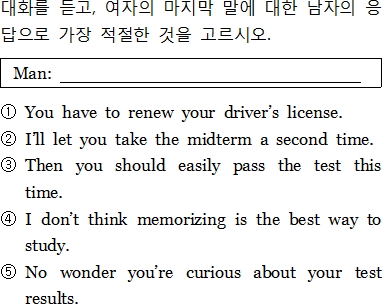 대화를 듣고, 여자의 마지막 말에 대한 남자의 응
답으로 가장 적절한 것을 고르시오.
Man: ______________________________
① You have to renew your driver’s license.
② I’ll let you take the midterm a second time.
③ Then you should easily pass the test this
time.
④ I don’t think memorizing is the best way to
study.
⑤ No wonder you’re curious about your test
results.